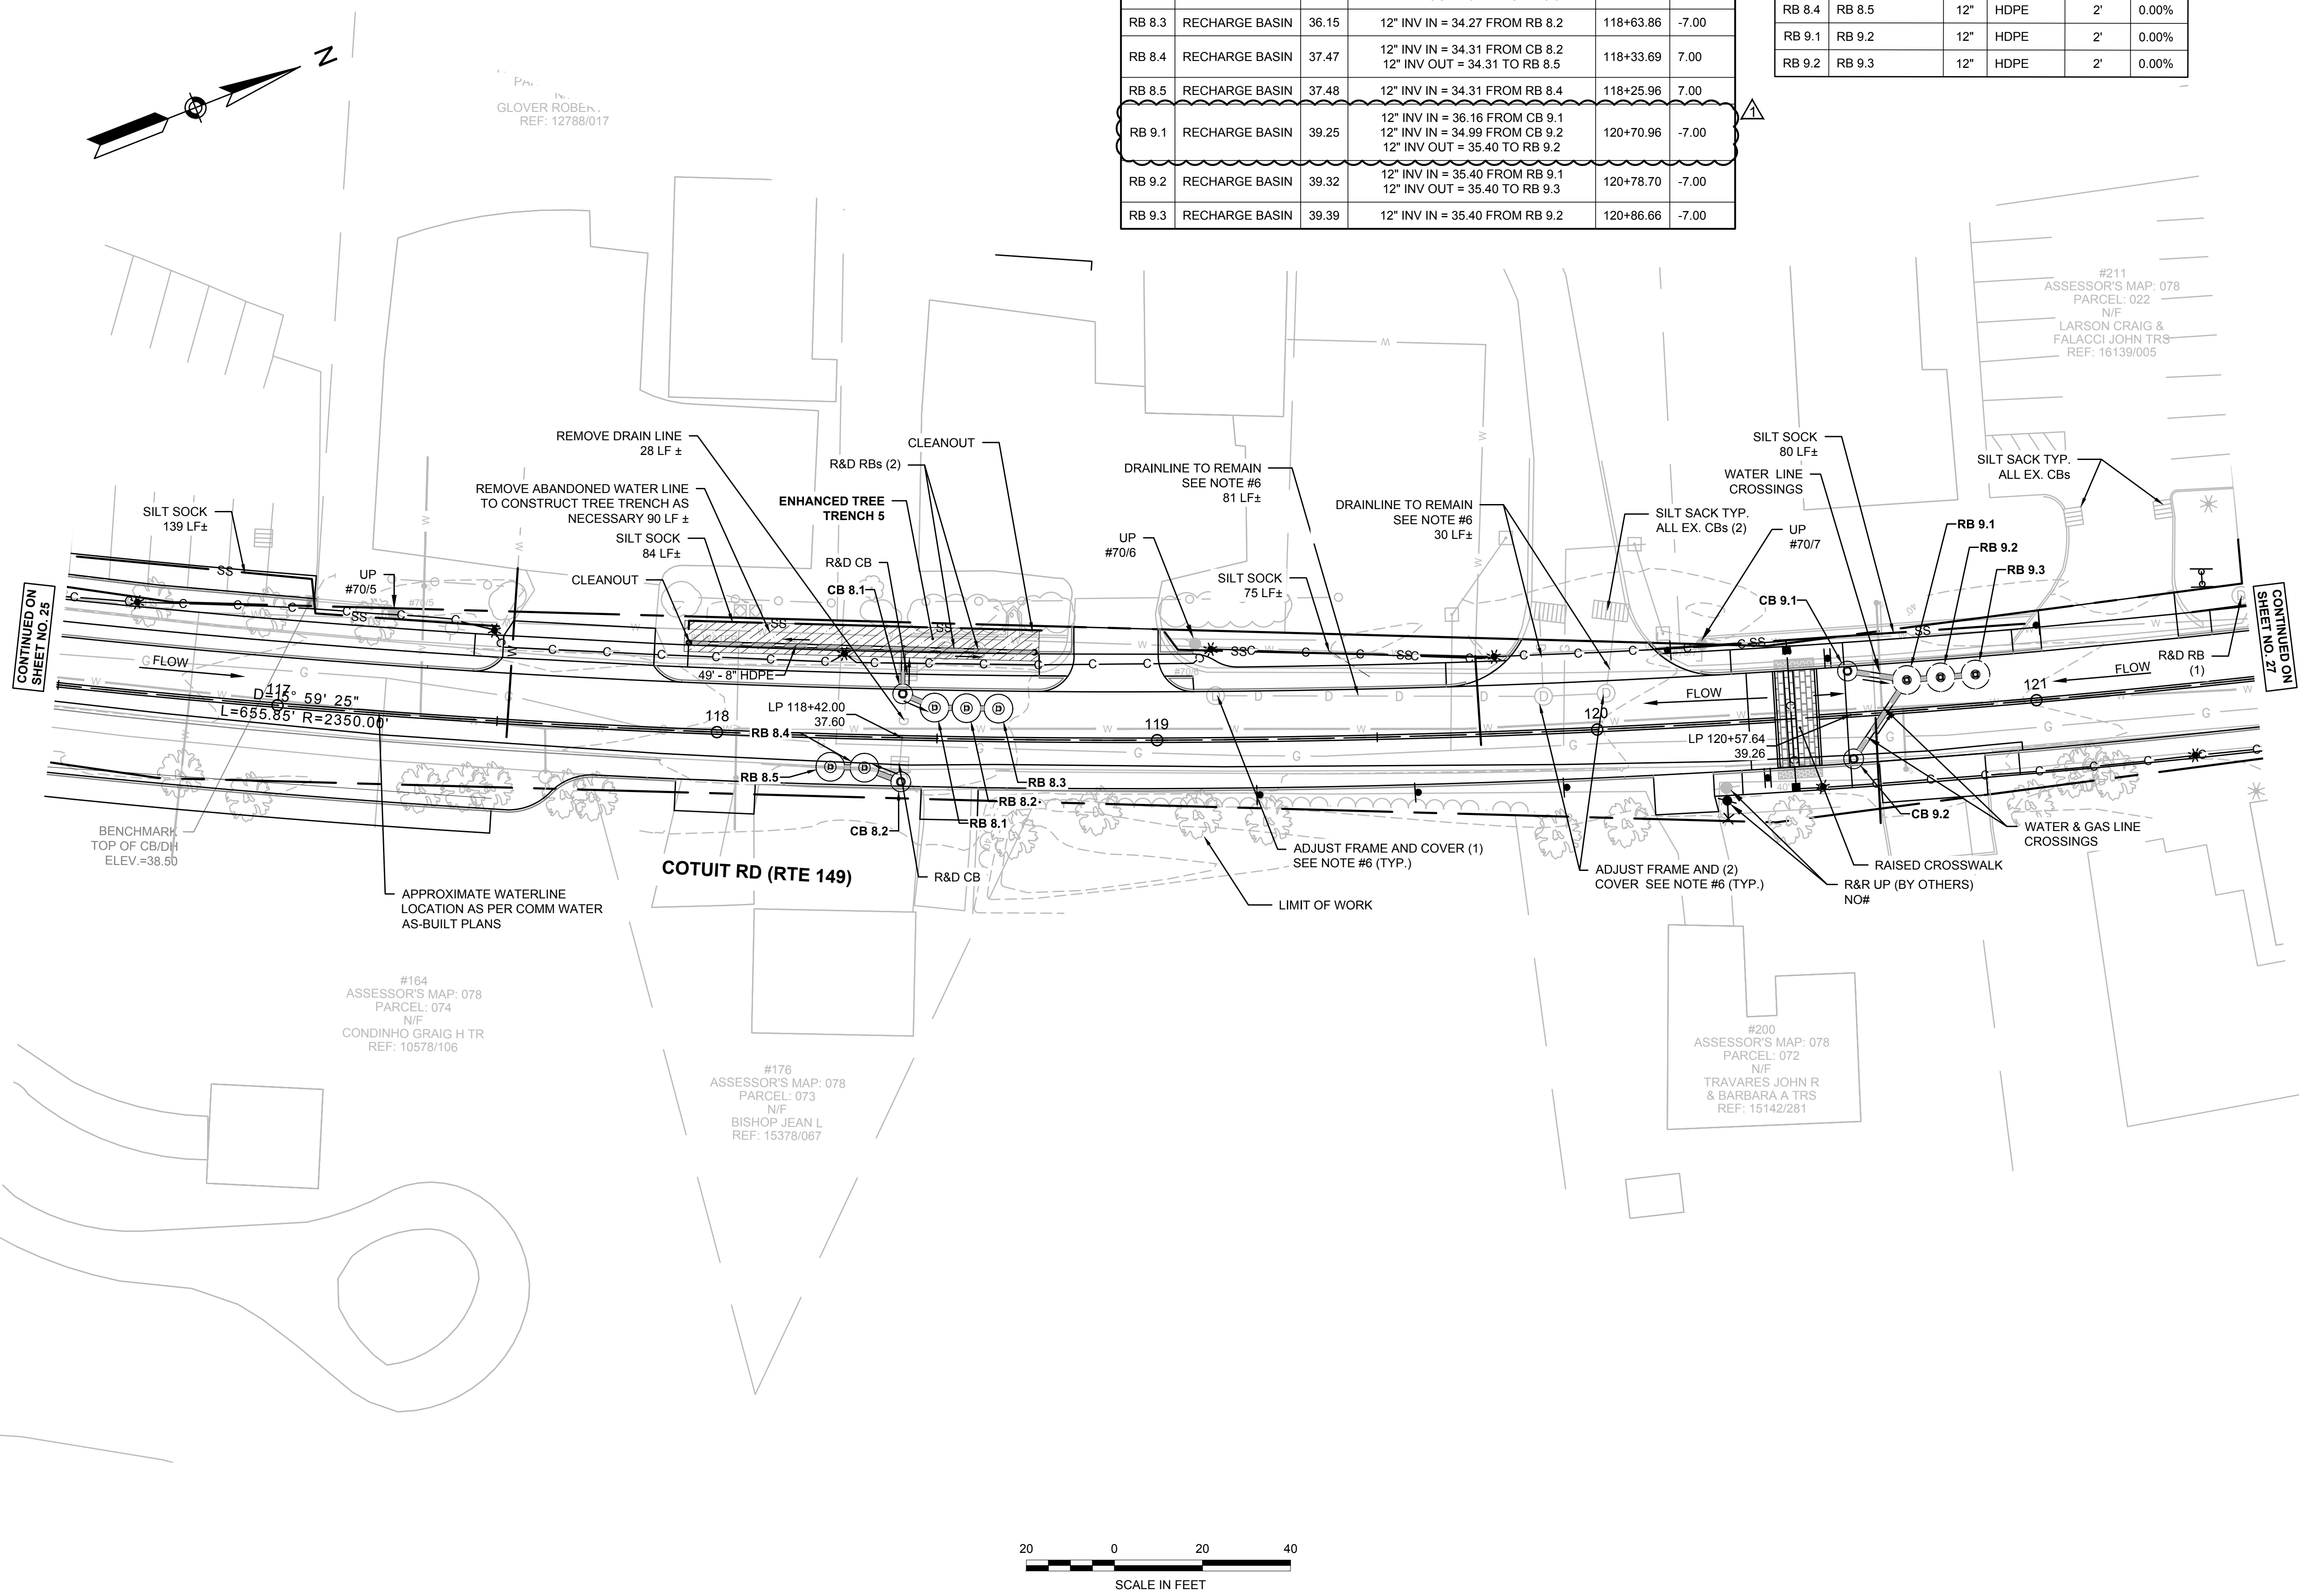 RB 8.3 RECHARGE BASIN 36.15 12" INV IN = 34.27 FROM RB 8.2 118+63.86 -7.00
RB 8.4 RECHARGE BASIN 37.47 12" INV IN = 34.31 FROM CB 8.2 118+33.69 7.00
12" INV OUT = 34.31 TO RB 8.5
RB 8.5 RECHARGE BASIN 37.48 12" INV IN = 34.31 FROM RB 8.4 118+25.96 7.00
12" INV IN = 36.16 FROM CB 9.1
RB 9.1 RECHARGE BASIN 39.25 12" INV IN = 34.99 FROM CB 9.2 120+70.96 -7.00
12" INV OUT = 35.40 TO RB 9.2
1
RB 9.2 RECHARGE BASIN 39.32 12" INV IN = 35.40 FROM RB 9.1 120+78.70 -7.00
12" INV OUT = 35.40 TO RB 9.3
RB 9.3 RECHARGE BASIN 39.39 12" INV IN = 35.40 FROM RB 9.2 120+86.66 -7.00
RB 8.4 RB 8.5 12" HDPE 2' 0.00%
RB 9.1 RB 9.2 12" HDPE 2' 0.00%
RB 9.2 RB 9.3 12" HDPE 2' 0.00%
N
GLOVER ROBERT
REF: 12788/017
#211
ASSESSOR'S MAP: 078
PARCEL: 022
N/F
LARSON CRAIG &
FALACCI JOHN TRS
REF: 16139/005
REMOVE DRAIN LINE
28 LF ±
REMOVE ABANDONED WATER LINE
TO CONSTRUCT TREE TRENCH AS
NECESSARY 90 LF ±
SILT SOCK
84 LF±
CLEANOUT
SILT SOCK
139 LF±
UP
#70/5
#70/5
CLEANOUT
R&D RBs (2)
ENHANCED TREE
TRENCH 5
R&D CB
CB 8.1
DRAINLINE TO REMAIN
SEE NOTE #6
81 LF±
UP
#70/6
#70/6
SILT SOCK
75 LF±
DRAINLINE TO REMAIN
SEE NOTE #6
30 LF±
SILT SACK TYP.
ALL EX. CBs (2)
UP
#70/7
SILT SOCK
80 LF±
WATER LINE
CROSSINGS
CB 9.1
SILT SACK TYP.
ALL EX. CBs
RB 9.1
RB 9.2
RB 9.3
R&D RB
(1)
CONTINUED ON
SHEET NO. 25
CONTINUED ON
SHEET NO. 27
FLOW
FLOW
FLOW
49' - 8" HDPE
117
D=15° 59' 25"
L=655.85' R=2350.00'
118
119
120
121
LP 118+42.00
37.60
LP 120+57.64
39.26
RB 8.4
RB 8.5
RB 8.3
RB 8.2
RB 8.1
CB 8.2
R&D CB
CB 9.2
40'
BENCHMARK
TOP OF CB/DH
ELEV.=38.50
APPROXIMATE WATERLINE
LOCATION AS PER COMM WATER
AS-BUILT PLANS
COTUIT RD (RTE 149)
ADJUST FRAME AND COVER (1)
SEE NOTE #6 (TYP.)
LIMIT OF WORK
ADJUST FRAME AND (2)
COVER SEE NOTE #6 (TYP.)
WATER & GAS LINE
CROSSINGS
RAISED CROSSWALK
R&R UP (BY OTHERS)
NO#
#164
ASSESSOR'S MAP: 078
PARCEL: 074
N/F
CONDINHO GRAIG H TR
REF: 10578/106
#176
ASSESSOR'S MAP: 078
PARCEL: 073
N/F
BISHOP JEAN L
REF: 15378/067
#200
ASSESSOR'S MAP: 078
PARCEL: 072
N/F
TRAVARES JOHN R
& BARBARA A TRS
REF: 15142/281
20 0 20 40
SCALE IN FEET